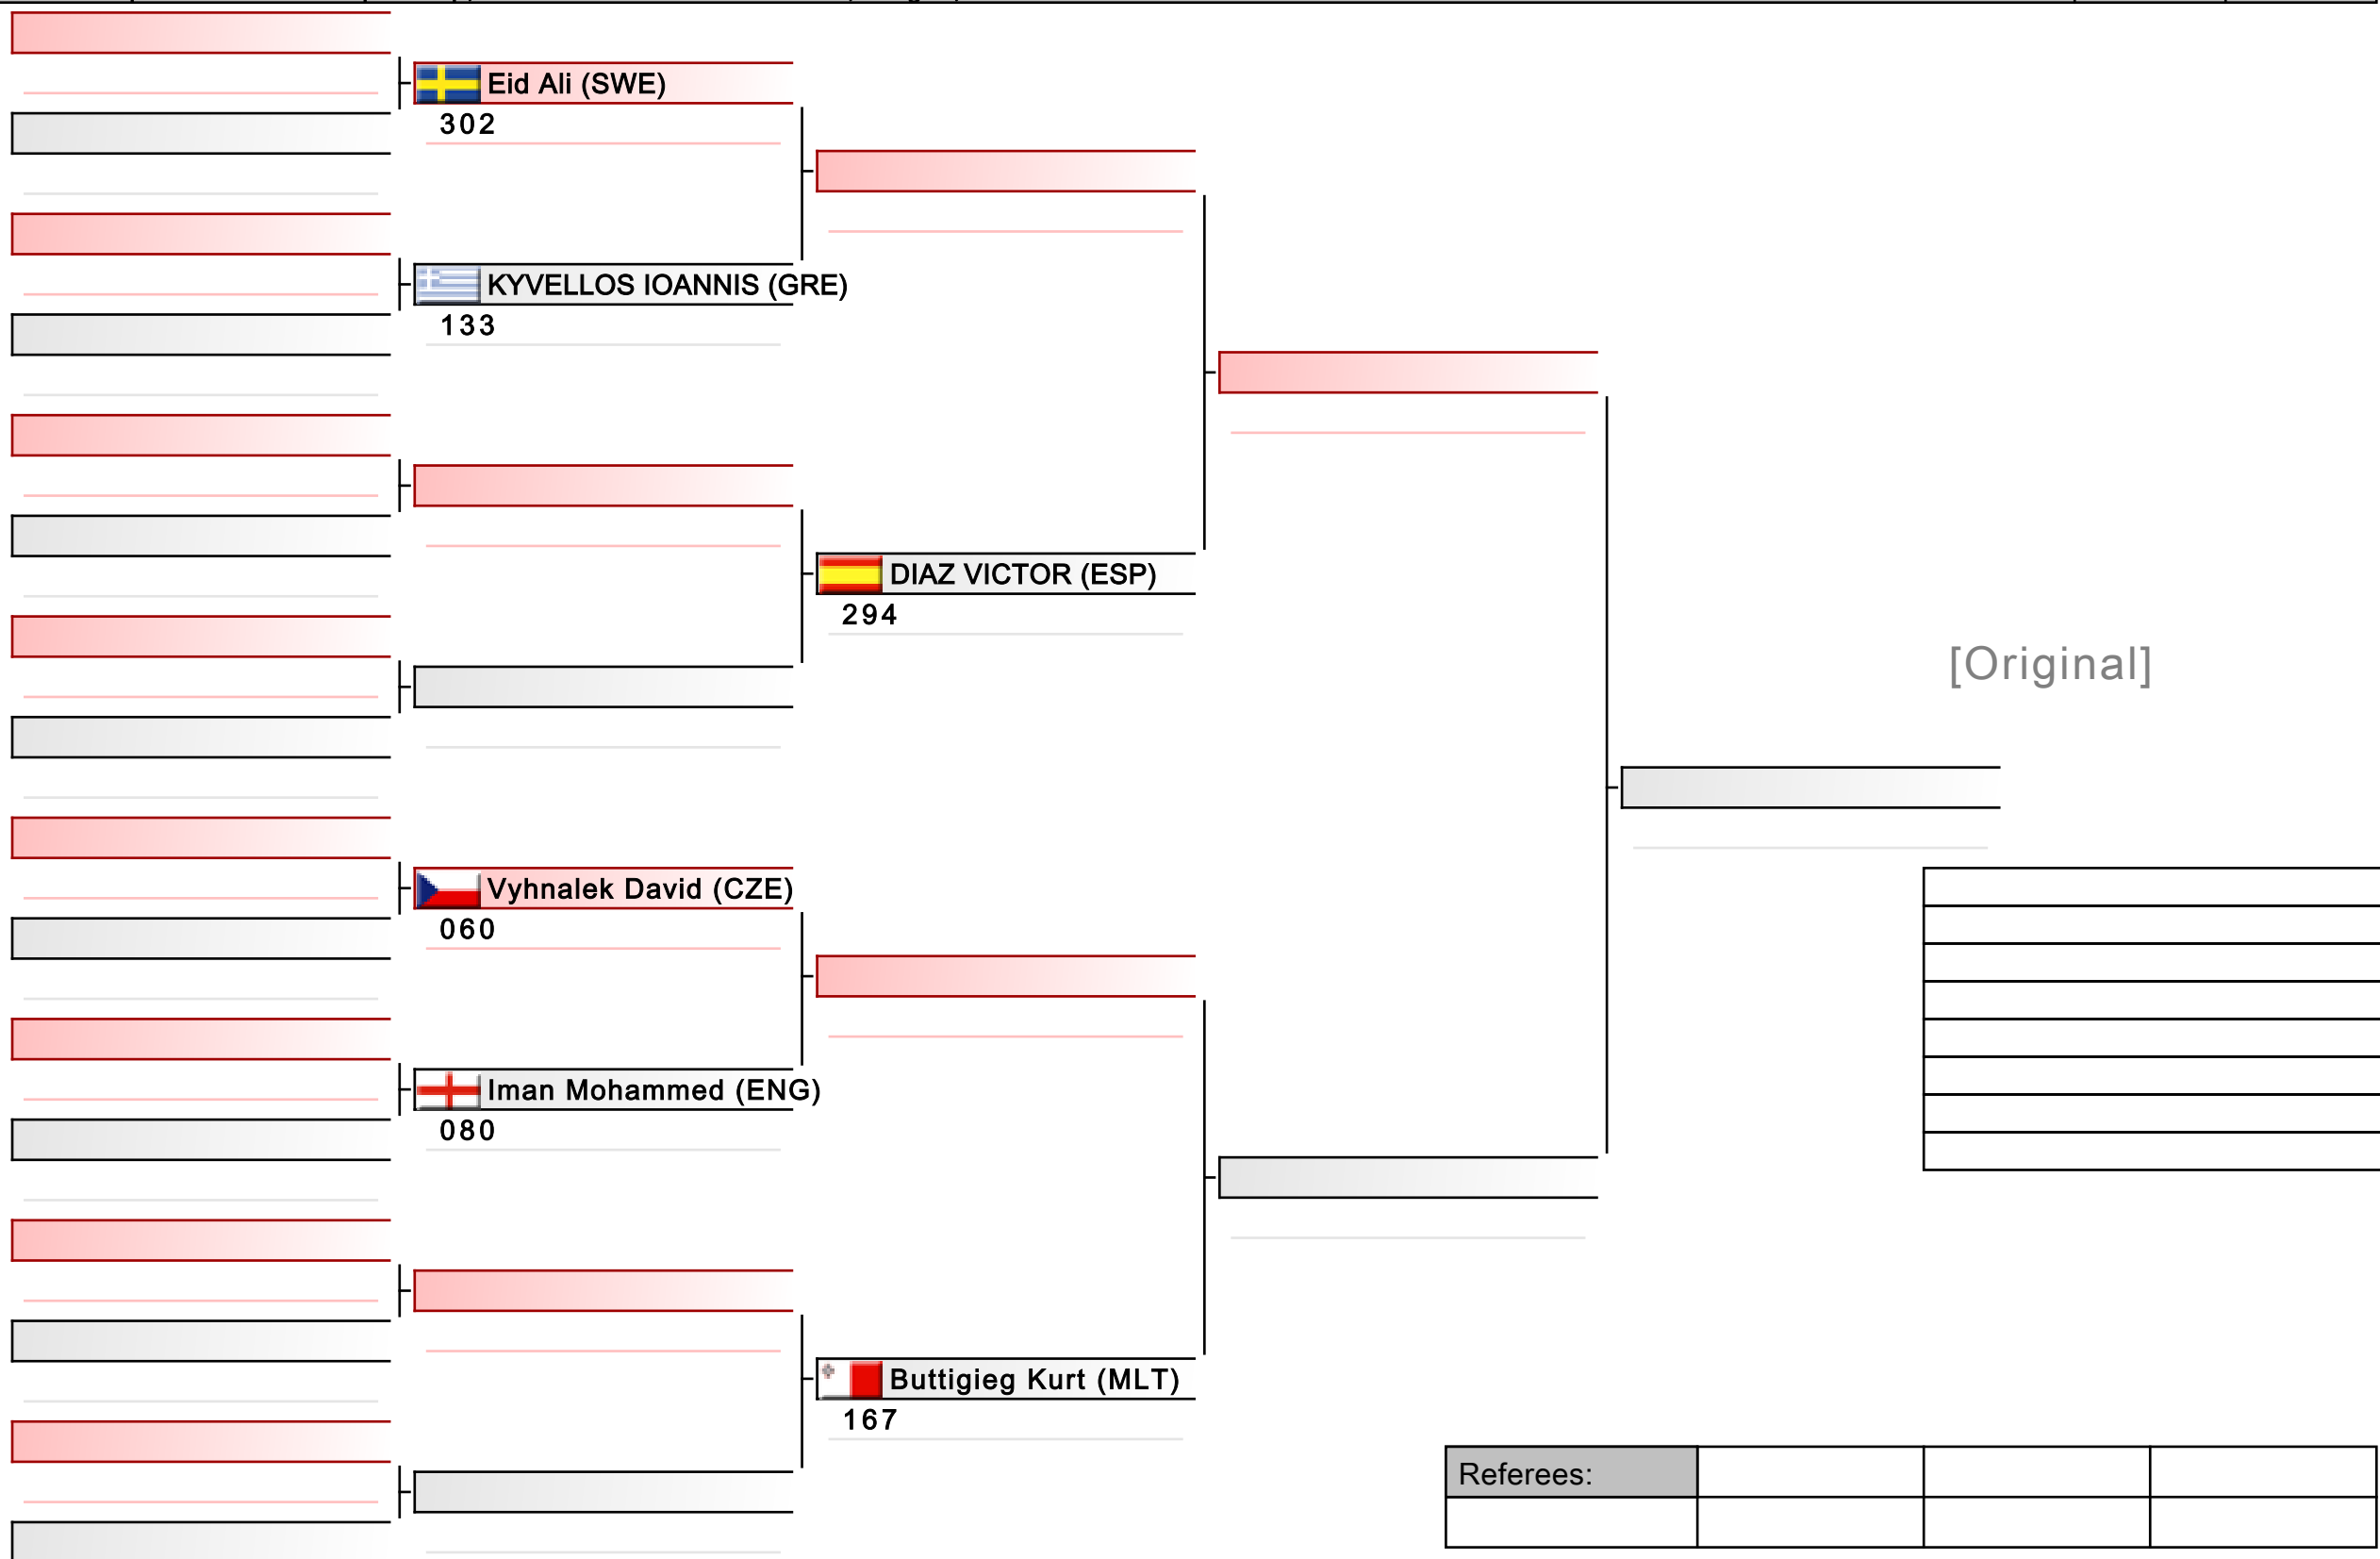 Eid Ali (SWE)
302
KYVELLOS IOANNIS (GRE)
133
DIAZ VICTOR (ESP)
294
[Original]
Vyhnalek David (CZE)
060
Iman Mohammed (ENG)
080
Buttigieg Kurt (MLT)
167
Referees: